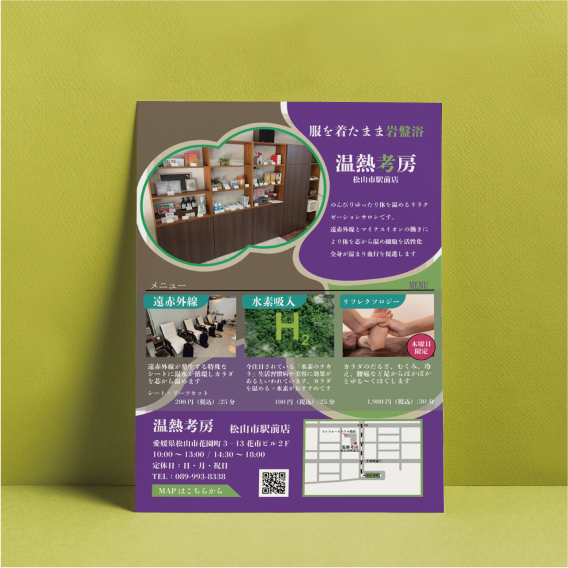 服を着たまま岩盤浴
温熱考房
松山市駅前店
のんびりゆったり体を温めるリラク
ゼーションサロンです。
遠赤外線とマイナスイオンの働きに
より体を芯から温め細胞を活性化
全身が温まり血行を促進します
メニュー
MENU
遠赤外線
水素吸入
リフレクソロジー
H2
木曜日
限定
遠赤外線が発生する特殊な
シートに温水が循環しカラダ
を芯から温めます
シート・フーツセット
200円（税込）/25分
今注目されている「水素のチカ
ラ」生活習慣病や美容に効果が
あるといわれています。カラダ
を温める＋水素がおすすめです
100円（税込）/25分
カラダのだるさ、むくみ、冷
え、腰痛など足からぽかぽか
とゆる〜くほぐします
1,980円（税込）/30分
温熱考房 松山市駅前店
愛媛県松山市花園町3－13花市ビル2F
10:00 〜 13:00 / 14:30 〜 18:00
定休日：日・月・祝日
TEL：089-993-8338
MAPはこちらから